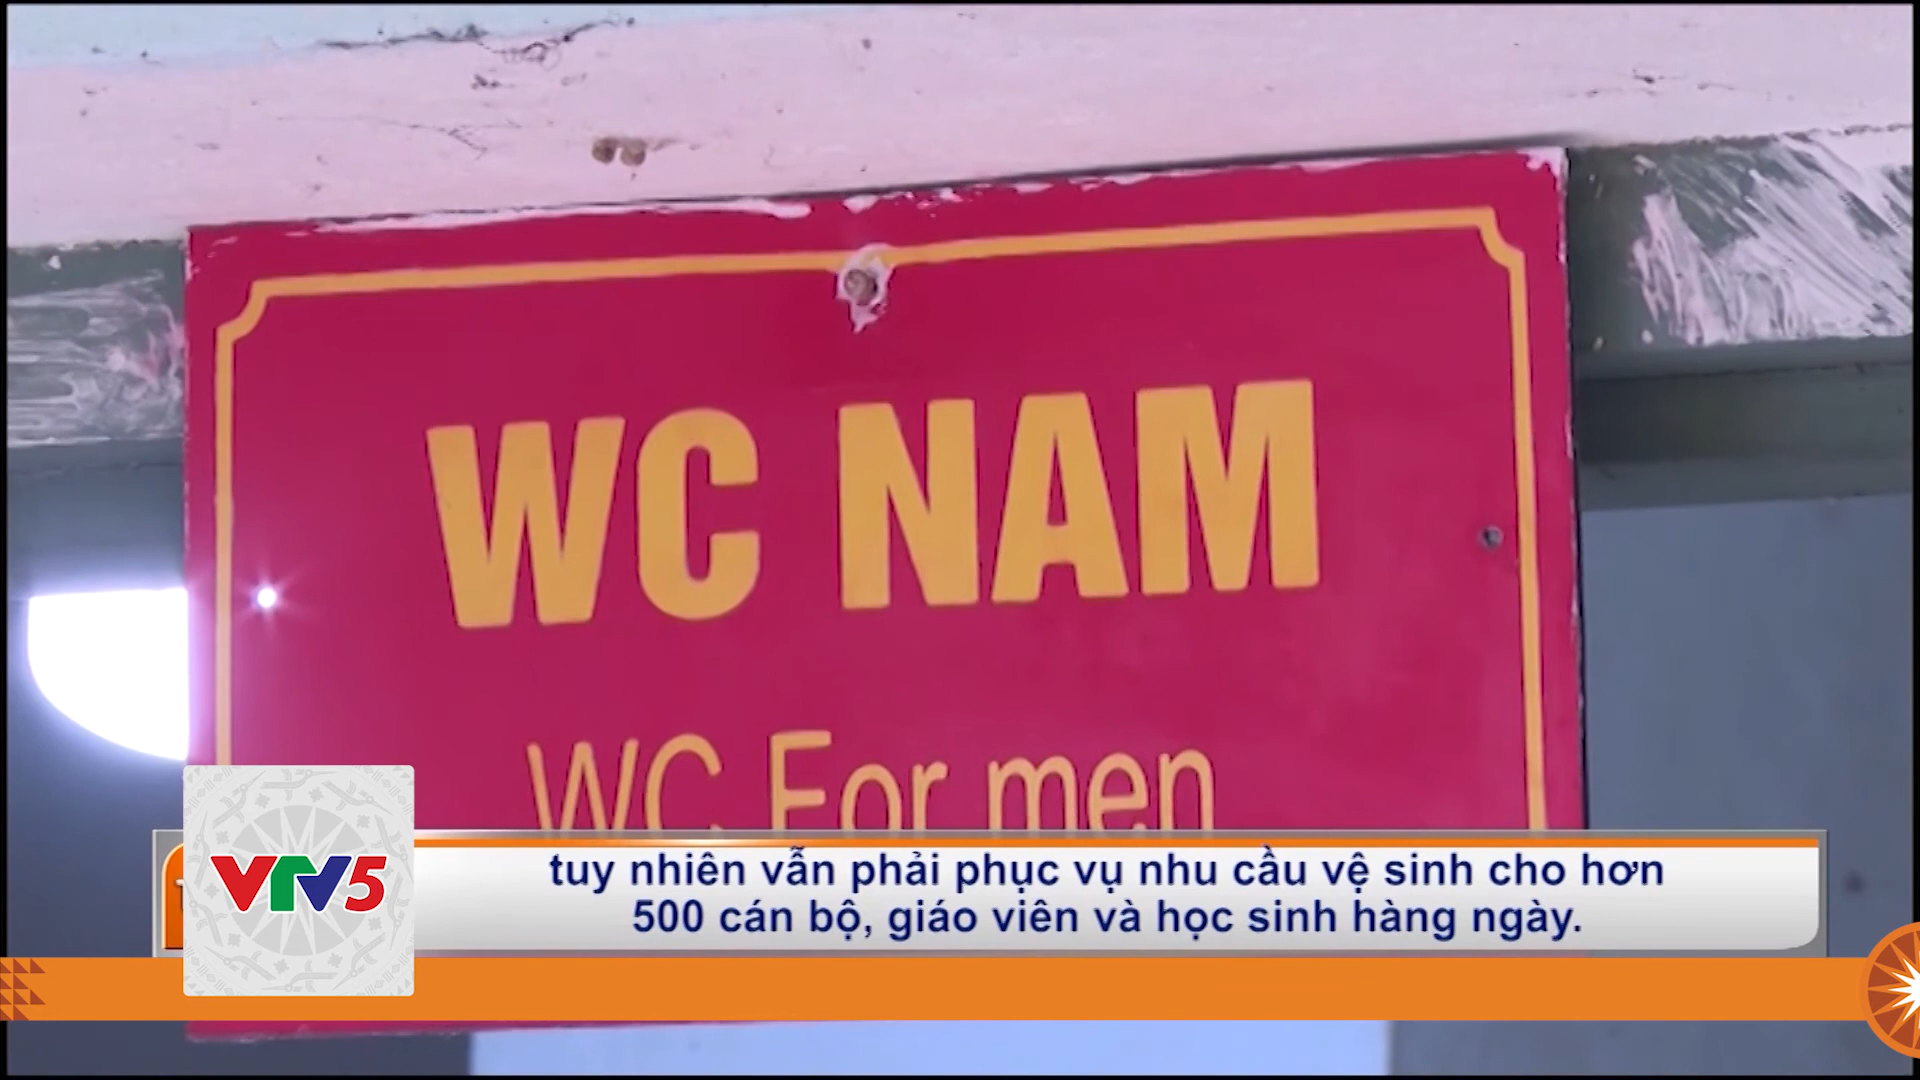 WC NAM
WC For men
VTV5
tuy nhiên vẫn phải phục vụ nhu cầu vệ sinh cho hơn
500 cán bộ, giáo viên và học sinh hàng ngày.